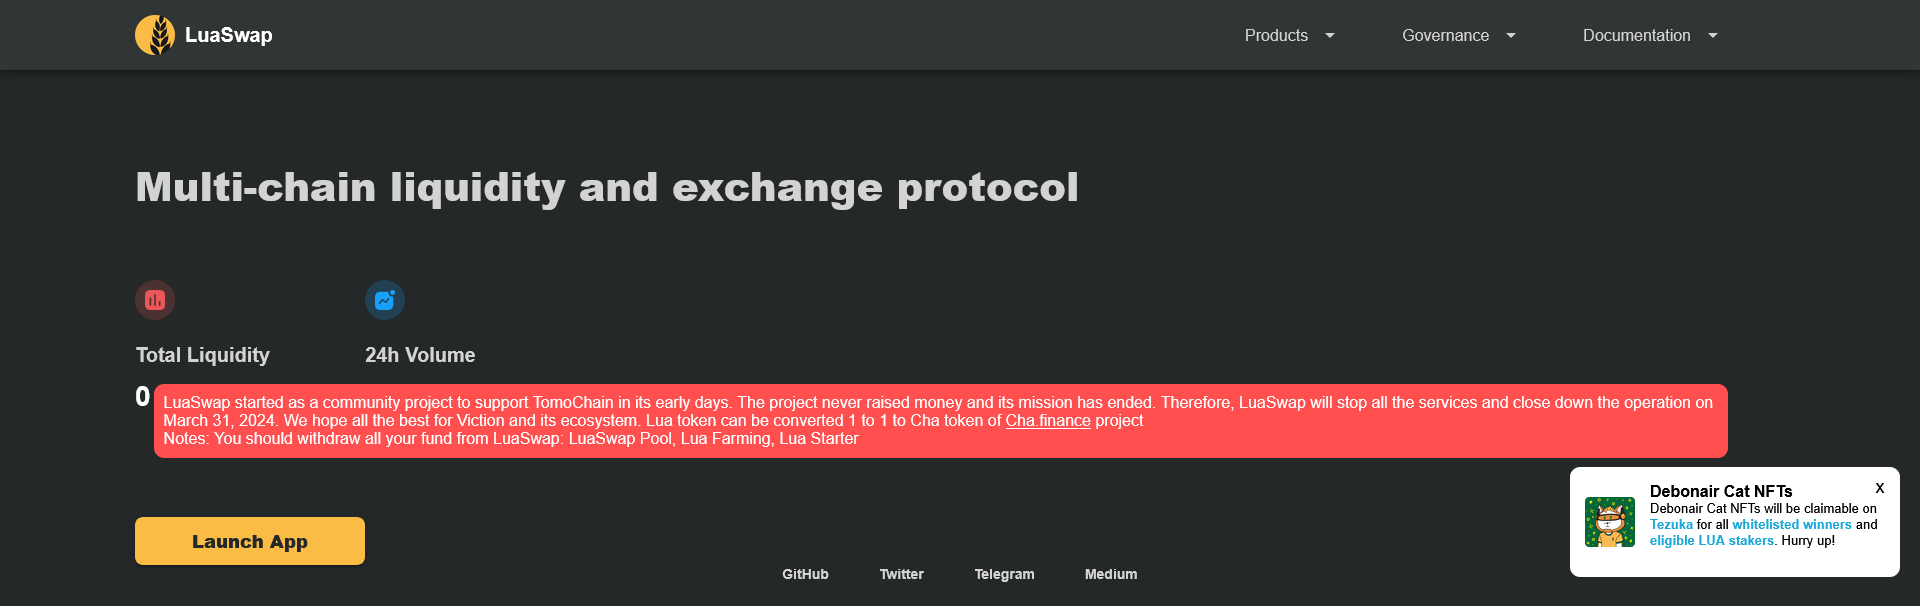 LuaSwap
Products
Governance
Documentation
Multi-chain liquidity and exchange protocol
Total Liquidity
24h Volume
0
LuaSwap started as a community project to support TomoChain in its early days. The project never raised money and its mission has ended. Therefore, LuaSwap will stop all the services and close down the operation on
March 31, 2024. We hope all the best for Viction and its ecosystem. Lua token can be converted 1 to 1 to Cha token of Cha.finance project
Notes: You should withdraw all your fund from LuaSwap: LuaSwap Pool, Lua Farming, Lua Starter
Debonair Cat NFTs
X
Debonair Cat NFTs will be claimable on
Tezuka for all whitelisted winners and
eligible LUA stakers. Hurry up!
Launch App
GitHub
Twitter
Telegram
Medium